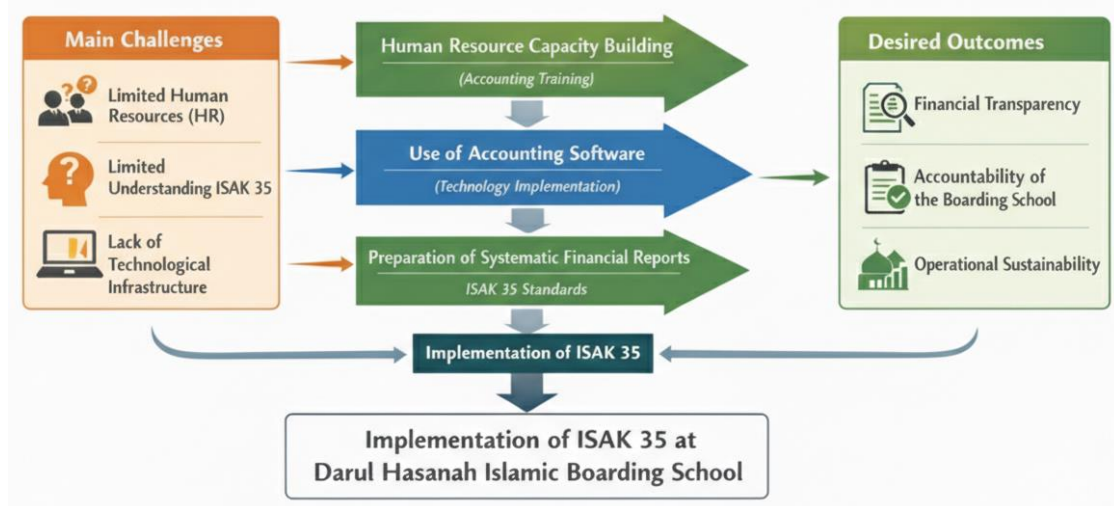 Main Challenges
? ?
Limited Human
Resources (HR)
?
Limited
Understanding ISAK 35
Lack of
Technological
Infrastructure
Human Resource Capacity Building
(Accounting Training)
Use of Accounting Software
(Technology Implementation)
Preparation of Systematic Financial Reports
ISAK 35 Standards
Implementation of ISAK 35
Desired Outcomes
Financial Transparency
Accountability of
the Boarding School
Operational Sustainability
Implementation of ISAK 35 at
Darul Hasanah Islamic Boarding School